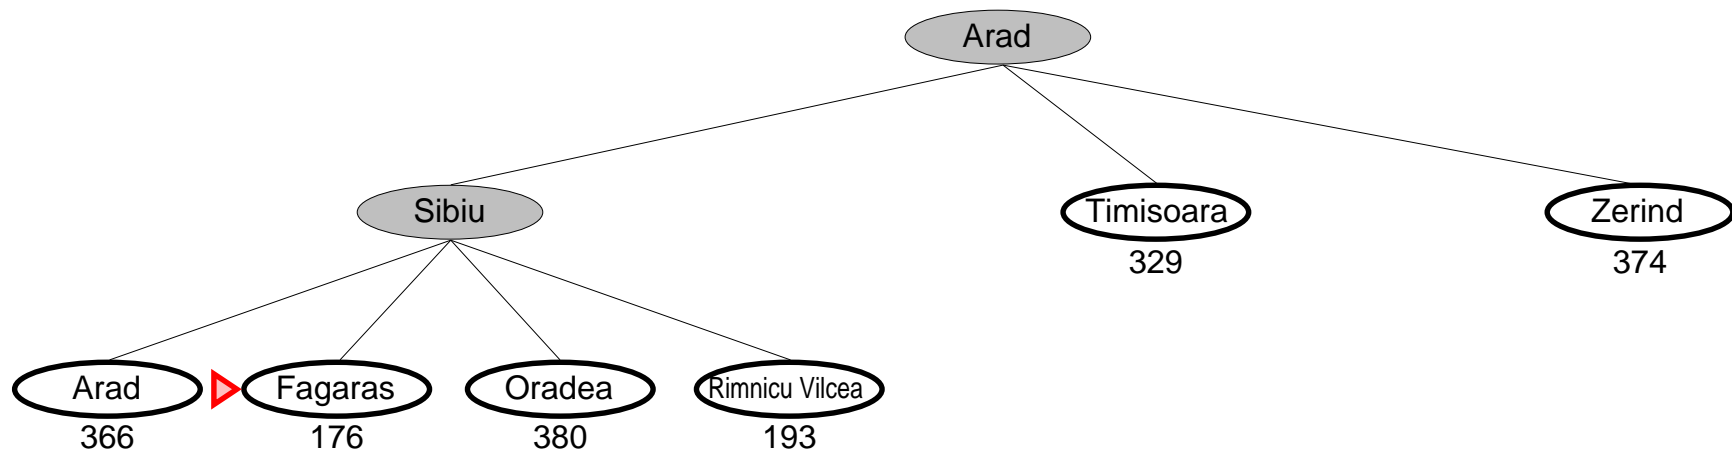 Arad
Sibiu
Timisoara
Zerind
329
374
Arad
Fagaras
Oradea
Rimnicu Vilcea
366
176
380
193